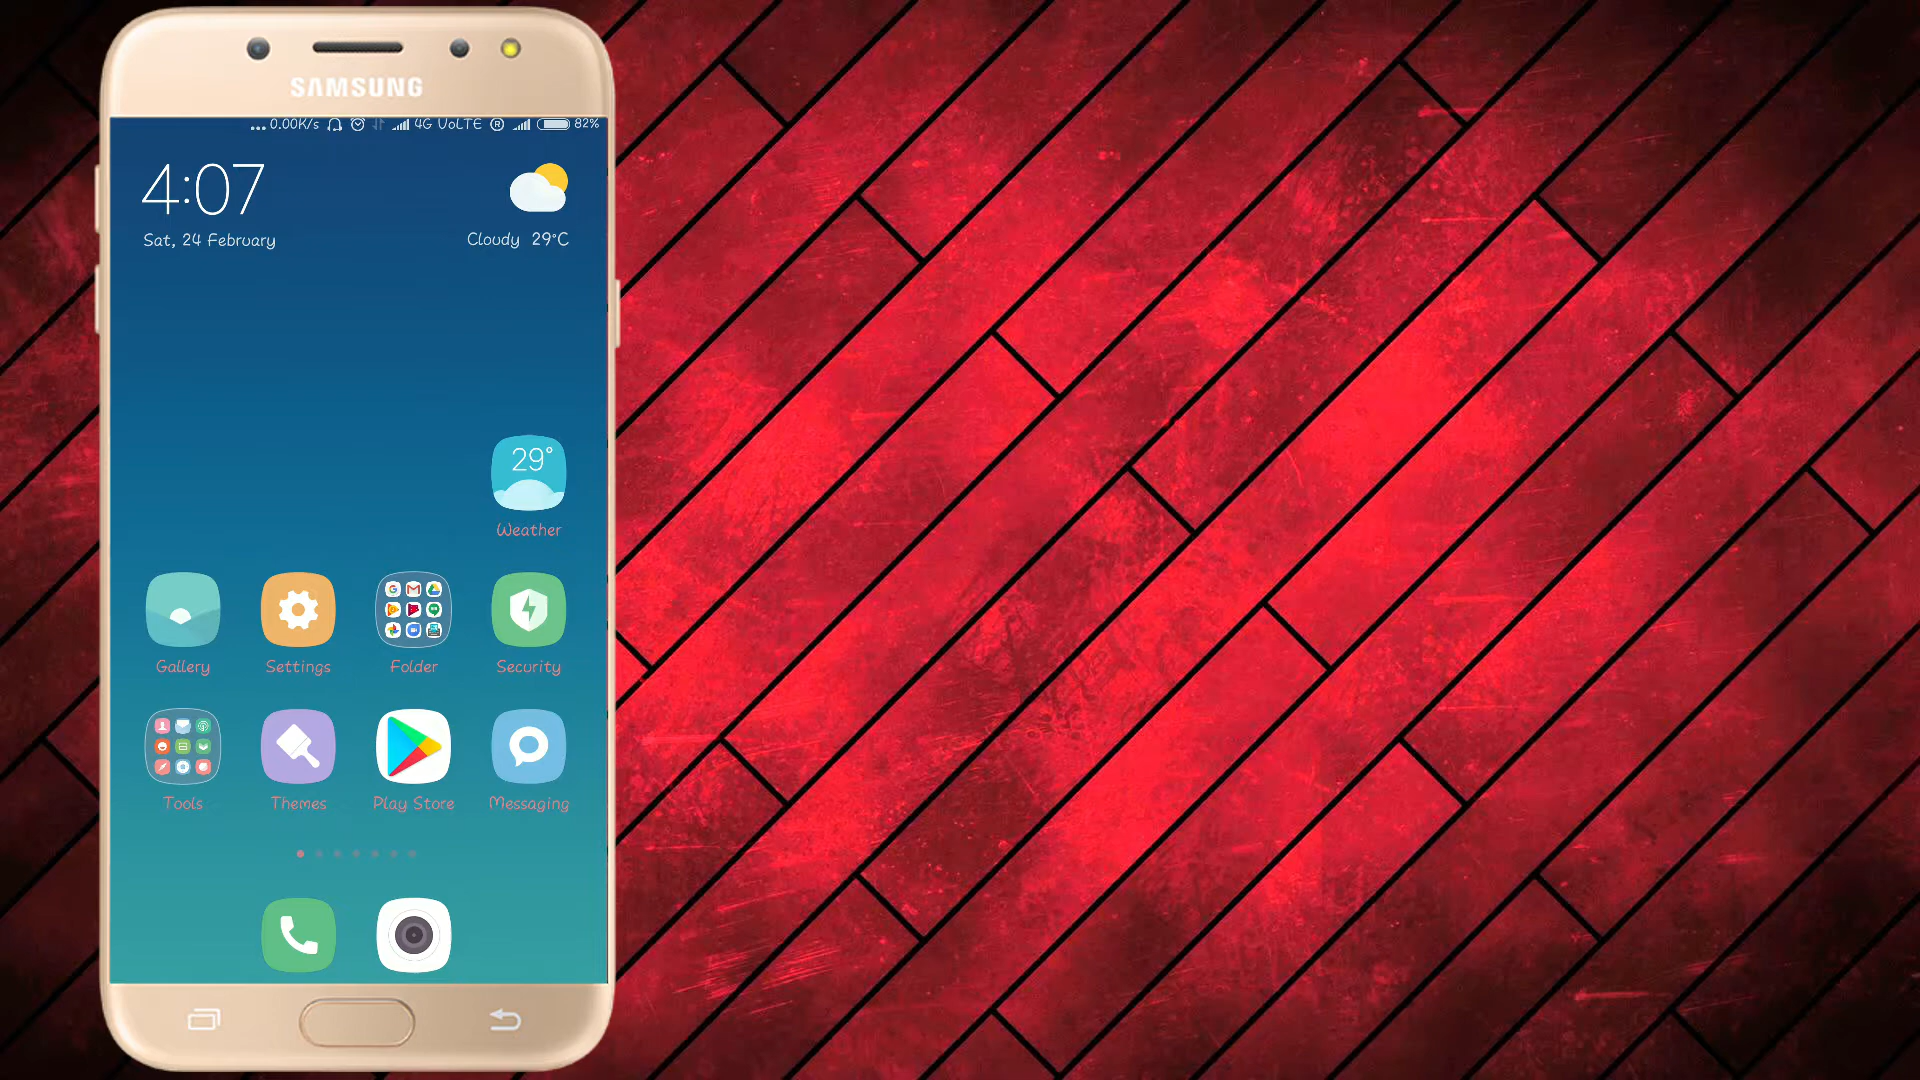 SAMSUNG
... 0.00K/s 4G VoLTE R 82%
4:07
Sat, 24 February
Cloudy 29°C
29°
Weather
Gallery
Settings
Folder
Security
Tools
Themes
Play Store
Messaging